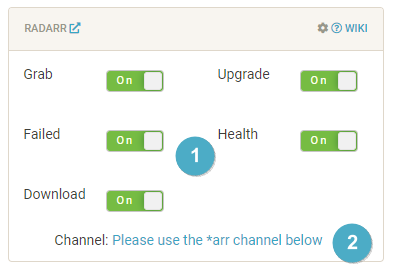 RADARR WIKI
Grab On Upgrade On
Failed On Health On
1
Download On
Channel: Please use the *arr channel below 2